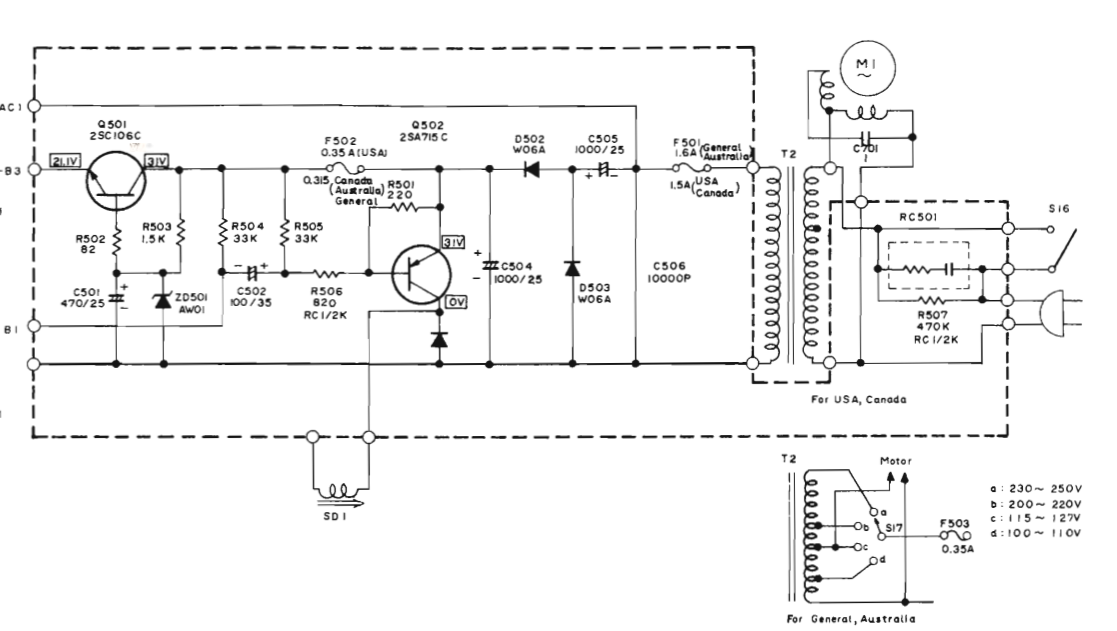 AC1
Q501
2SC106C
21.1V
31V
-B3
Q502
2SA715C
F502
0.35A(USA)
0.315 (Canada
Australia)
General
R501
220
D502
W06A
C505
1000/25
F501
1.6A (General
Australia)
1.5A (USA
Canada)
T2
M1
~
C701
RC501
S16
R502
82
R503
1.5K
R504
33K
R505
33K
C501
470/25
ZD501
AW01
C502
100/35
R506
820
RC1/2K
31V
0V
C504
1000/25
D503
W06A
C506
10000P
R507
470K
RC1/2K
B1
For USA, Canada
SD1
T2
Motor
a
b
c
d
S17
F503
0.35A
a: 230~ 250V
b: 200~ 220V
c: 115~ 127V
d: 100~ 110V
For General, Australia